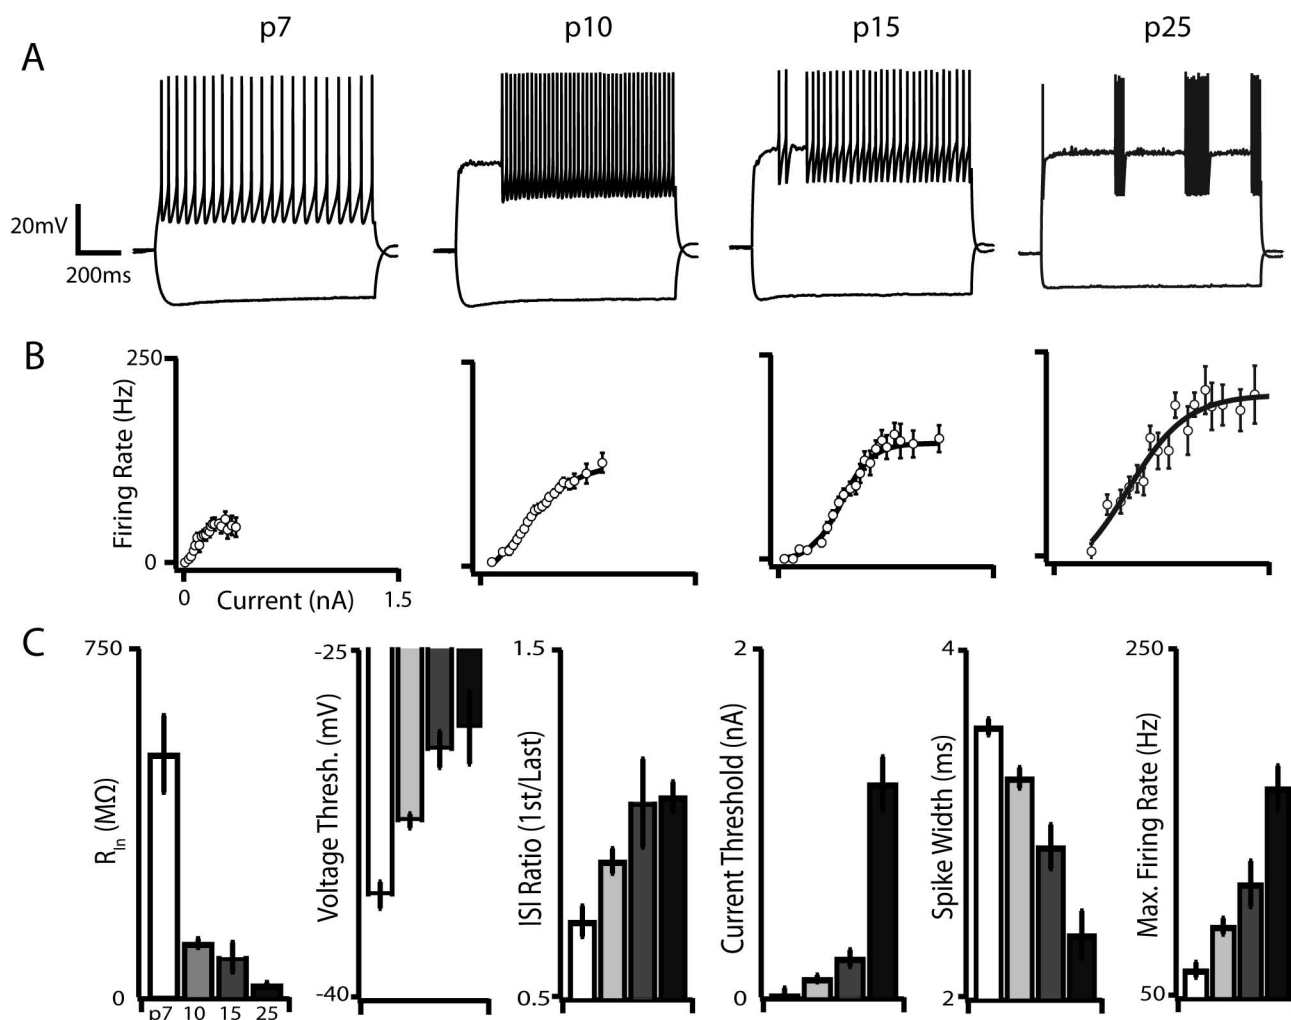 p7 p10 p15 p25
A
20mV
200ms
B
250
Firing Rate (Hz)
0
0 Current (nA) 1.5
C
750
R_In (MΩ)
0
p7 10 15 25
-25
Voltage Thresh. (mV)
-40
1.5
ISI Ratio (1st/Last)
0.5
2
Current Threshold (nA)
0
4
Spike Width (ms)
2
250
Max. Firing Rate (Hz)
50